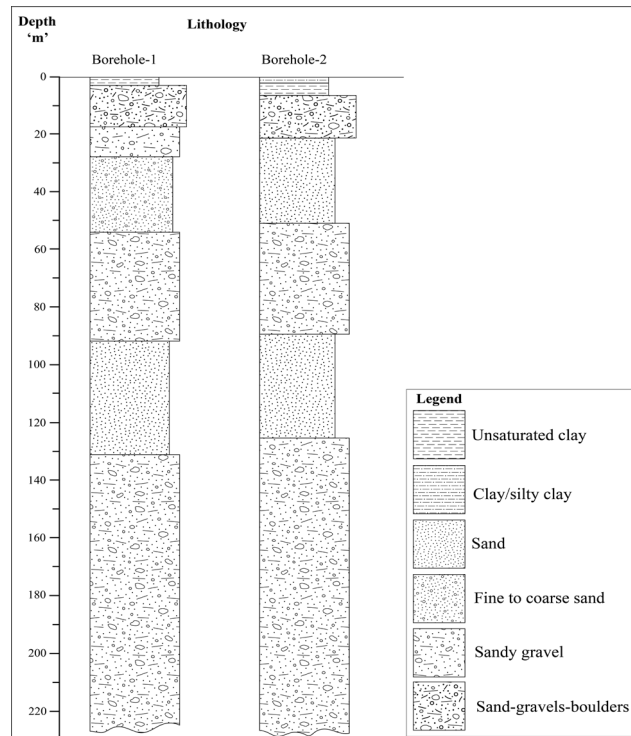 Depth
‘m’
Lithology
Borehole-1
Borehole-2
0
20
40
60
80
100
120
130
160
180
200
220
Legend
Unsaturated clay
Clay/silty clay
Sand
Fine to coarse sand
Sandy gravel
Sand-gravels-boulders